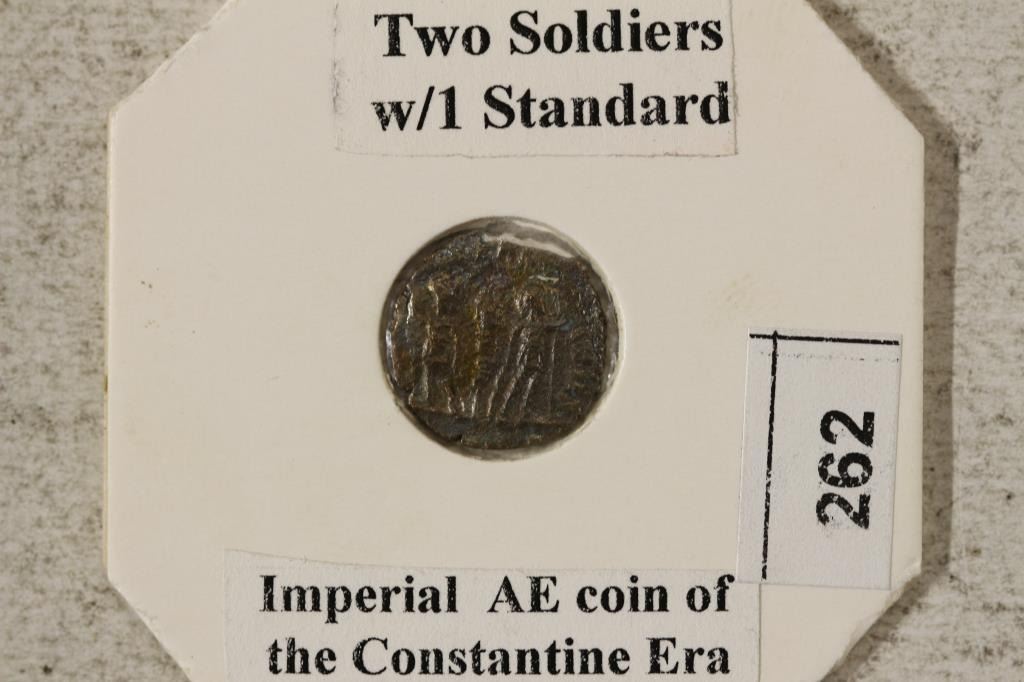 Two Soldiers
w/1 Standard
262
Imperial AE coin of
the Constantine Era